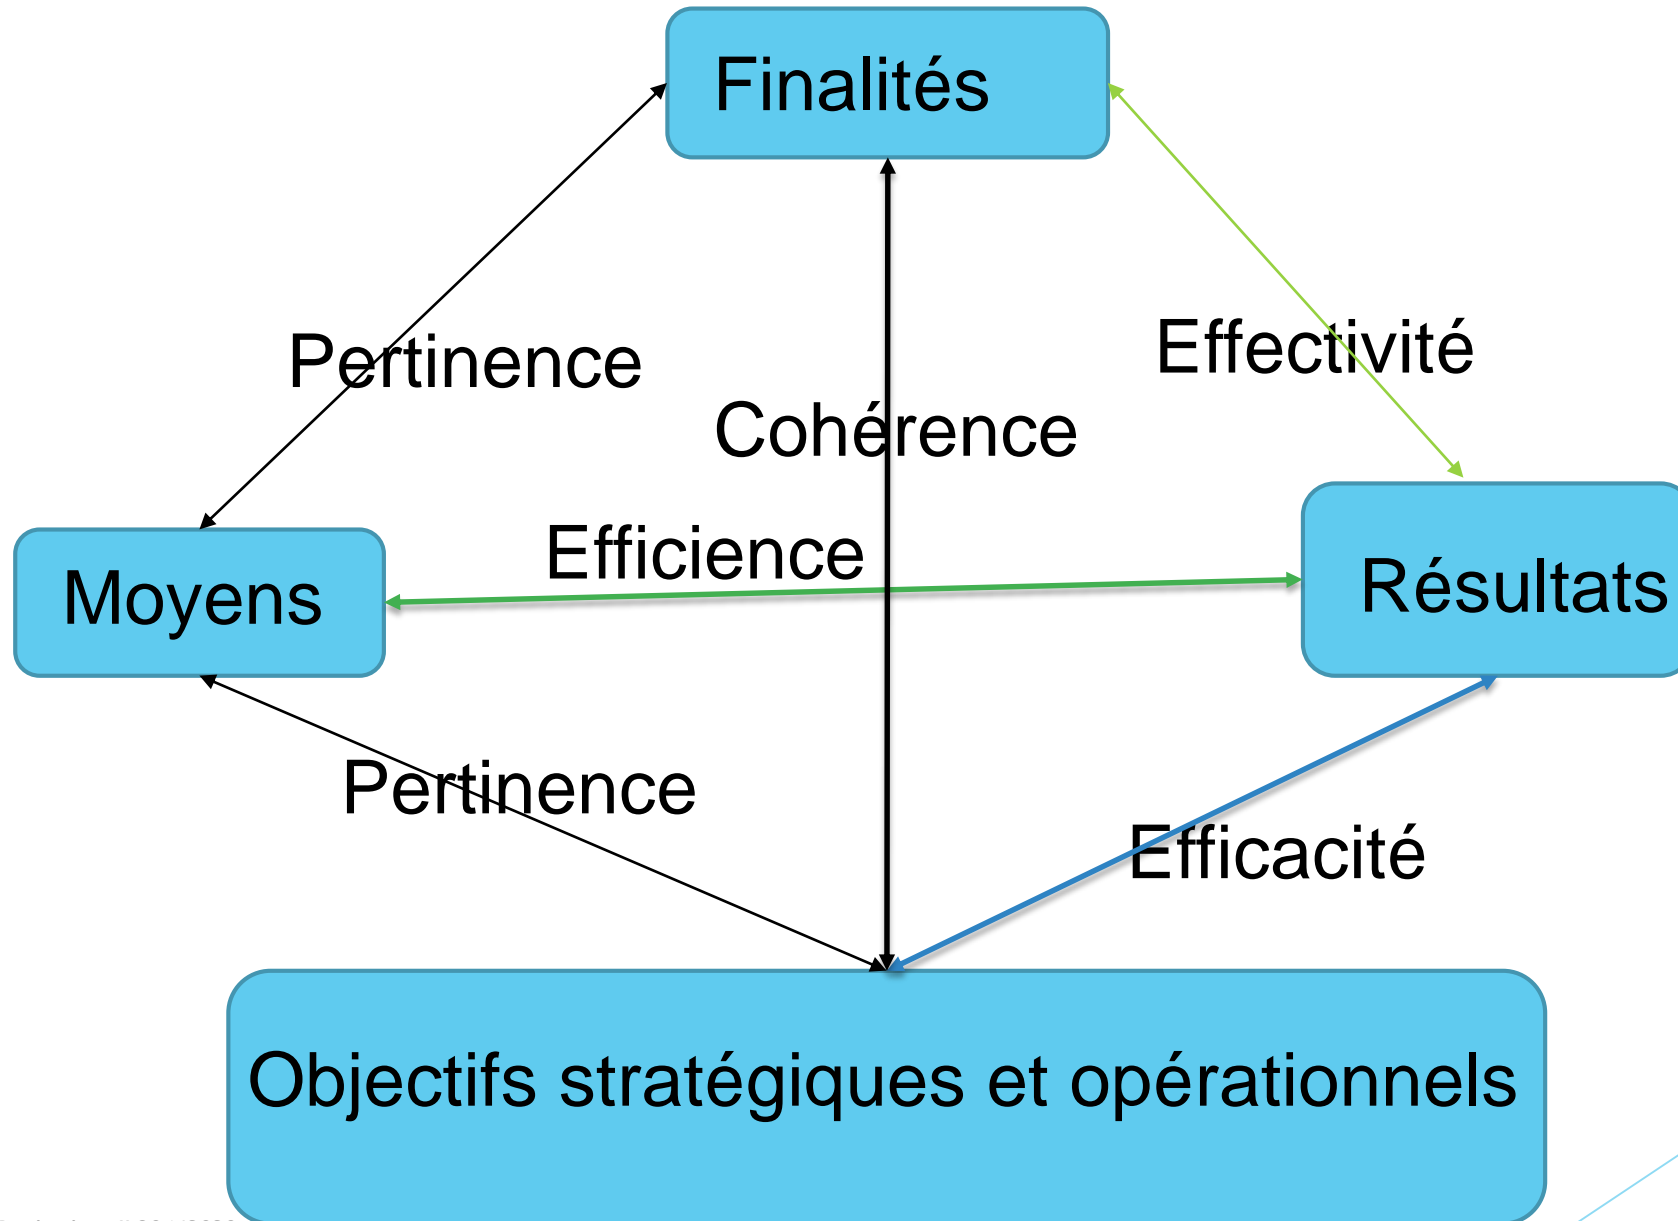 Finalités
Pertinence
Effectivité
Cohérence
Efficience
Moyens
Résultats
Pertinence
Efficacité
Objectifs stratégiques et opérationnels